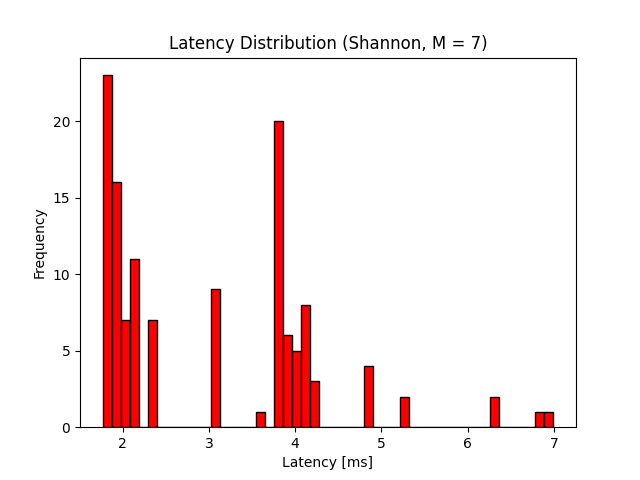 Latency Distribution (Shannon, M = 7)
20
15
10
5
0
Frequency
2 3 4 5 6 7
Latency [ms]